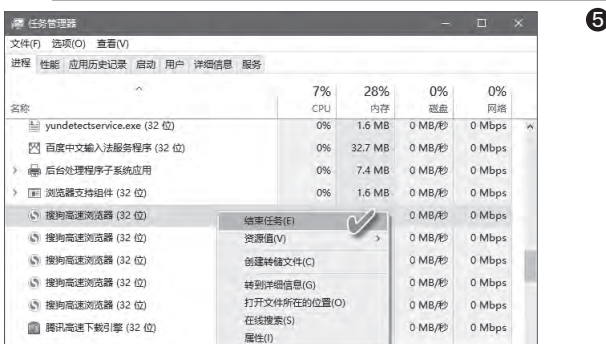 任务管理器
文件(F) 选项(O) 查看(V)
进程 性能 应用历史记录 启动 用户 详细信息 服务
7% 28% 0% 0%
名称 CPU 内存 磁盘 网络
yundetectservice.exe (32 位) 0% 1.6 MB 0 MB/秒 0 Mbps
百度中文输入法服务程序 (32 位) 0% 32.7 MB 0 MB/秒 0 Mbps
后台处理程序子系统应用 0% 7.4 MB 0 MB/秒 0 Mbps
浏览器支持组件 (32 位) 0% 1.6 MB 0 MB/秒 0 Mbps
搜狗高速浏览器 (32 位) 0 MB/秒 0 Mbps
搜狗高速浏览器 (32 位) 0 MB/秒 0 Mbps
搜狗高速浏览器 (32 位) 0 MB/秒 0 Mbps
搜狗高速浏览器 (32 位) 0 MB/秒 0 Mbps
搜狗高速浏览器 (32 位) 0 MB/秒 0 Mbps
腾讯高速下载引擎 (32 位) 0 MB/秒 0 Mbps
结束任务(E)
资源值(V)
创建转储文件(C)
转到详细信息(G)
打开文件所在的位置(O)
在线搜索(S)
属性(I)
5